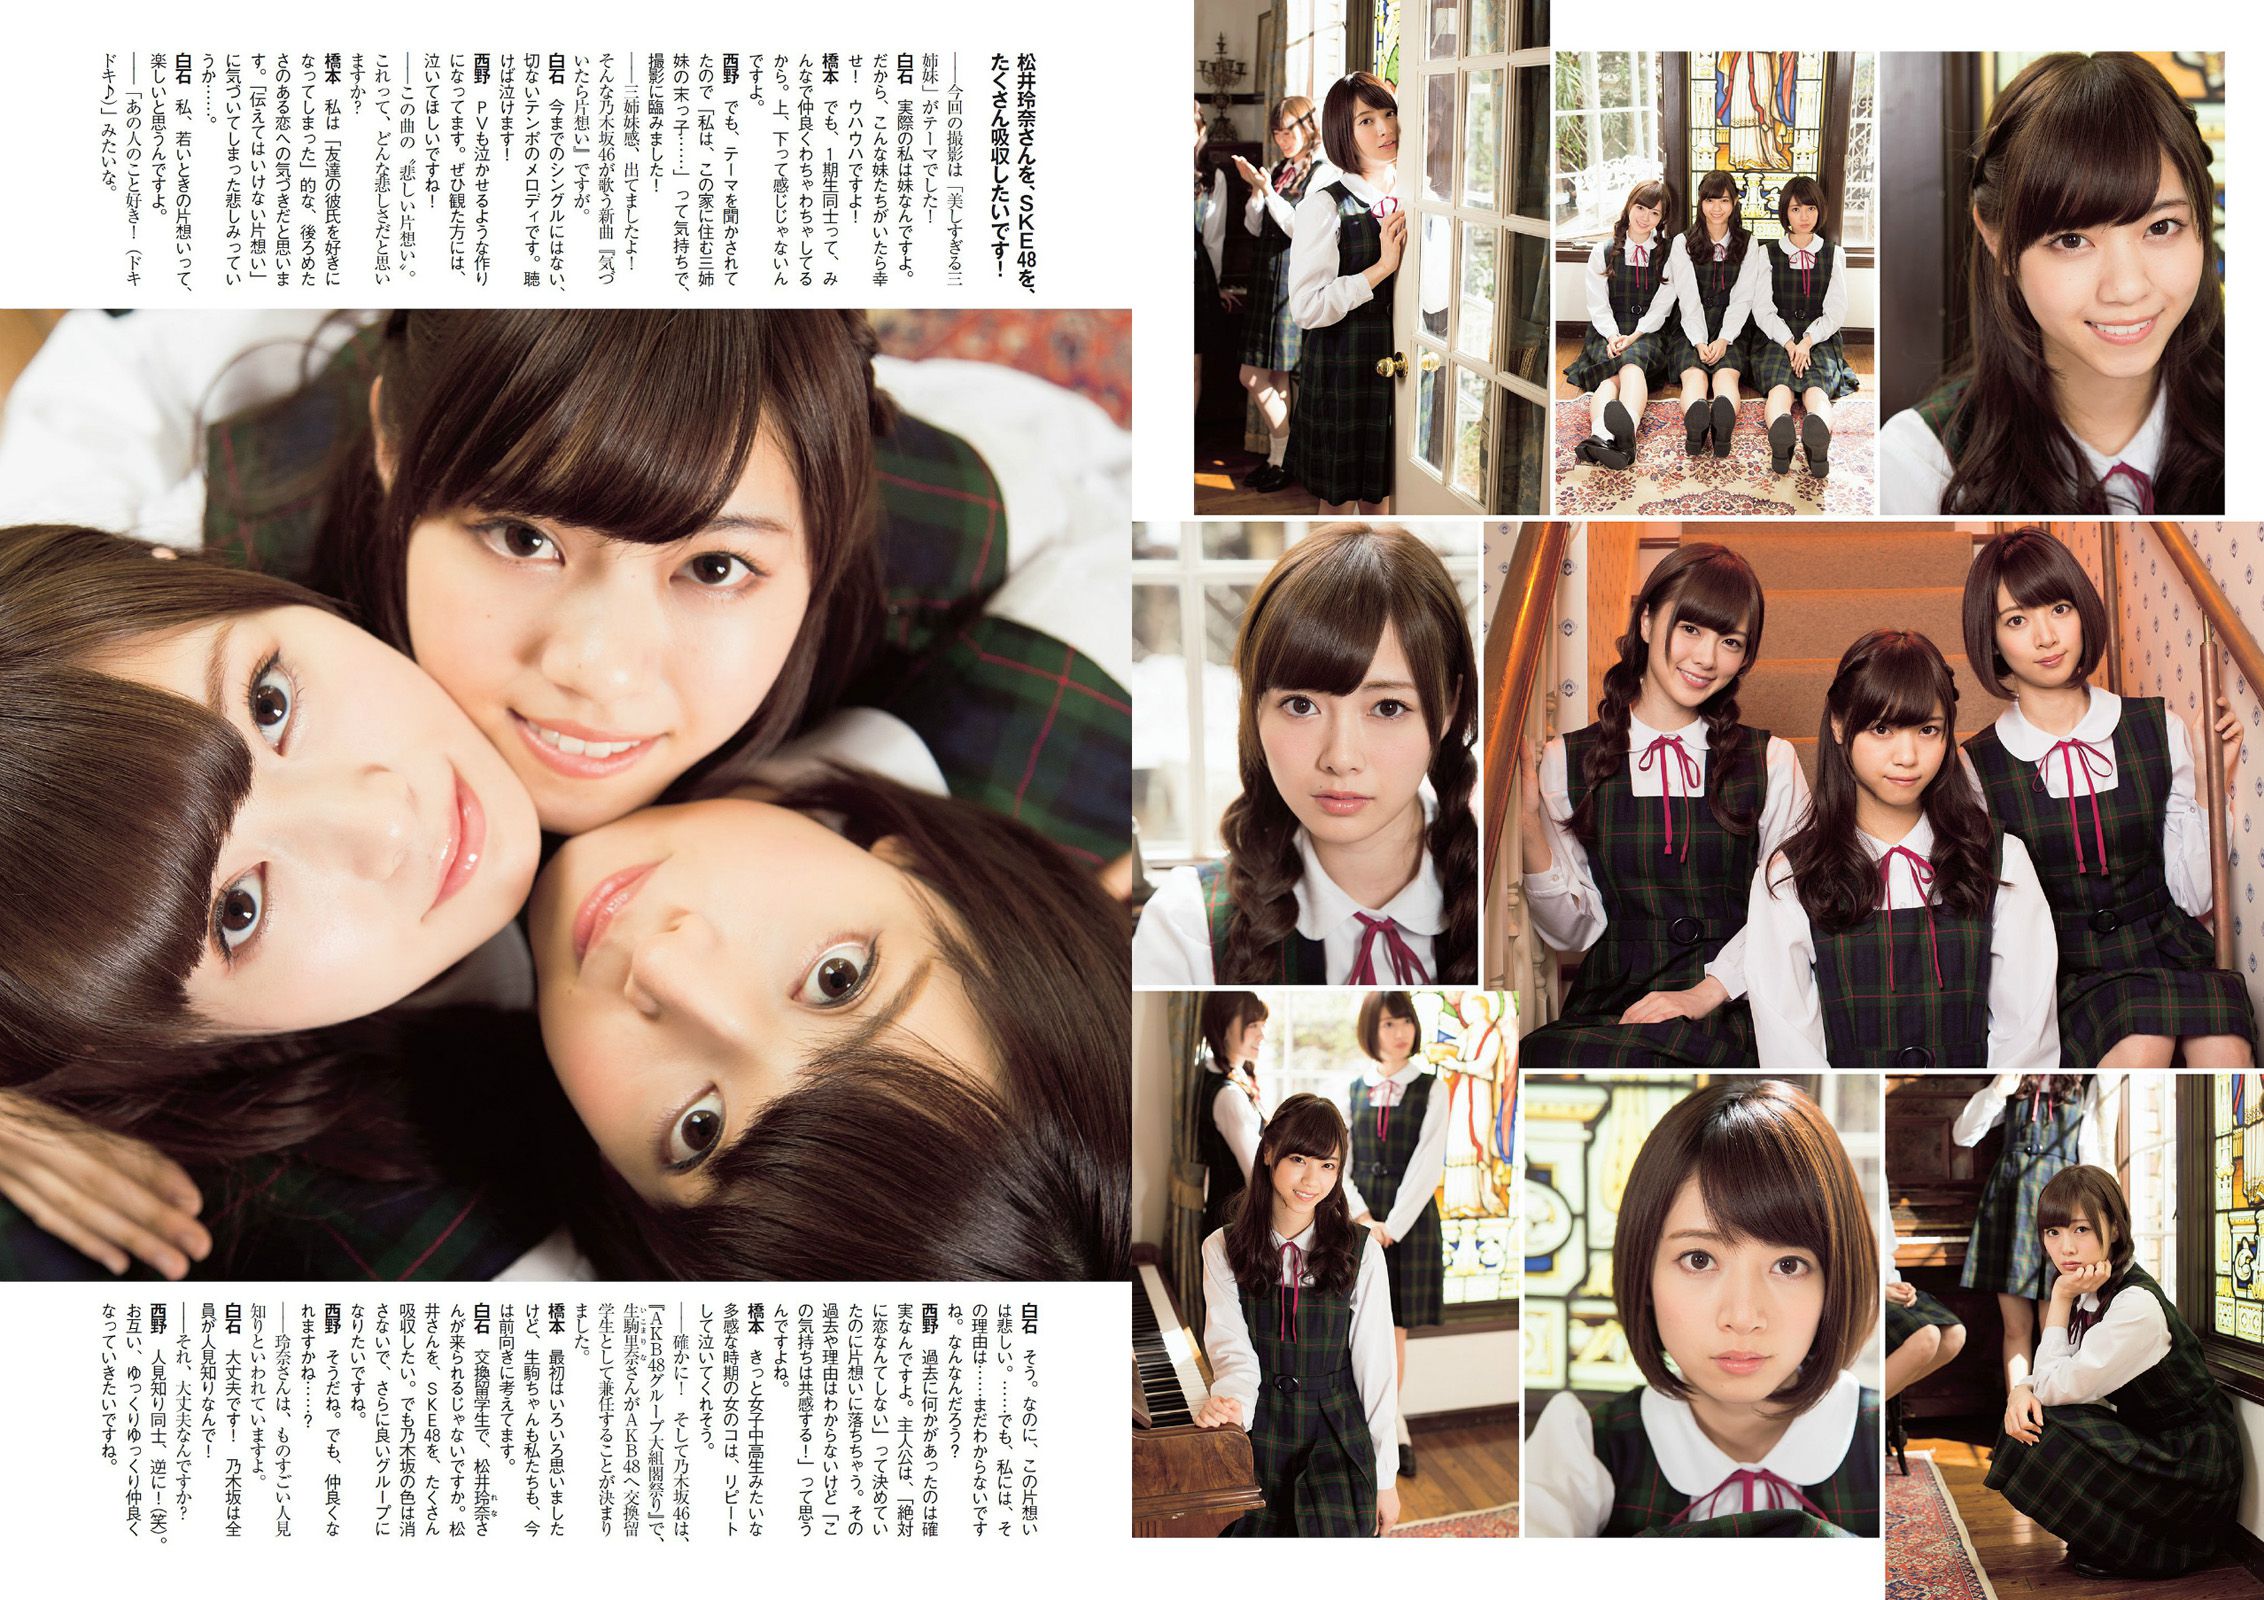 松井玲奈さんを、SKE48を、
たくさん吸収したいです！
――今回の撮影は「美しすぎる三
姉妹」がテーマでした！
白石　実際の私は妹なんですよ。
だから、こんな妹たちがいたら幸
せ！　ウハウハですよ！
橋本　でも、１期生同士って、み
んなで仲良くわちゃわちゃしてる
から。上、下って感じじゃないん
ですよ。
西野　でも、テーマを聞かされて
たので「私は、この家に住む三姉
妹の末っ子……」って気持ちで、
撮影に臨みました！
――三姉妹感、出てましたよ！
そんな乃木坂46が歌う新曲『気づ
いたら片想い』ですが。
白石　今までのシングルにはない、
切ないテンポのメロディです。聴
けば泣けます！
西野　PVも泣かせるような作り
になってます。ぜひ観た方には、
泣いてほしいですね！
――この曲の〝悲しい片想い〟。
これって、どんな悲しさだと思い
ますか？
橋本　私は「友達の彼氏を好きに
なってしまった」的な、後ろめた
さのある恋への気づきだと思いま
す。「伝えてはいけない片想い」
に気づいてしまった悲しみってい
うか……。
白石　私、若いときの片想いって、
楽しいと思うんですよ。
――「あの人のこと好き！（ドキ
ドキ♪）」みたいな。
白石　そう。なのに、この片想い
は悲しい。……でも、私には、そ
の理由は……まだわからないです
ね。なんなんだろう？
西野　過去に何かがあったのは確
実なんですよ。主人公は、「絶対
に恋なんてしない」って決めてい
たのに片想いに落ちちゃう。その
過去や理由はわからないけど「こ
の気持ちは共感する！」って思う
んですよね。
橋本　きっと女子中高生みたいな
多感な時期の女のコは、リピート
して泣いてくれそう。
――確かに！　そして乃木坂46は、
『AKB48グループ大組閣祭り』で、
生駒里奈さんがAKB48へ交換留
いこまりな
学生として兼任することが決まり
ました。
橋本　最初はいろいろ思いました
けど、生駒ちゃんも私たちも、今
は前向きに考えてます。
白石　交換留学生で、松井玲奈さ
れな
んが来られるじゃないですか。松
井さんを、SKE48を、たくさん
吸収したい。でも乃木坂の色は消
さないで、さらに良いグループに
なりたいですね。
西野　そうだね。でも、仲良くな
れますかね……？
――玲奈さんは、ものすごい人見
知りといわれていますよ。
白石　大丈夫です！　乃木坂は全
員が人見知りなんで！
――それ、大丈夫なんですか？
西野　人見知り同士、逆に！（笑）。
お互い、ゆっくりゆっくり仲良く
なっていきたいですね。